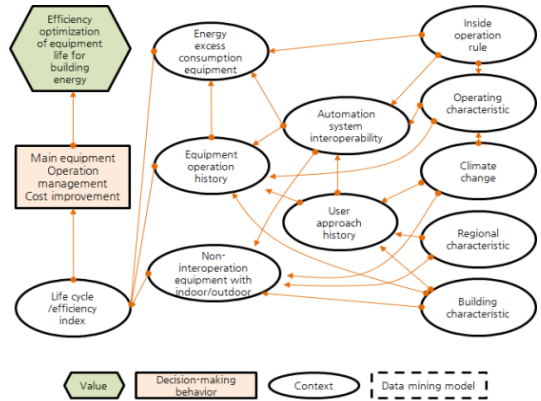 Efficiency
optimization
of equipment
life for
building
energy
Main equipment
Operation
management
Cost improvement
Life cycle
/efficiency
index
Energy
excess
consumption
equipment
Equipment
operation
history
Non-
interoperation
equipment with
indoor/outdoor
Automation
system
interoperability
User
approach
history
Inside
operation
rule
Operating
characteristic
Climate
change
Regional
characteristic
Building
characteristic
Value
Decision-making
behavior
Context
Data mining model